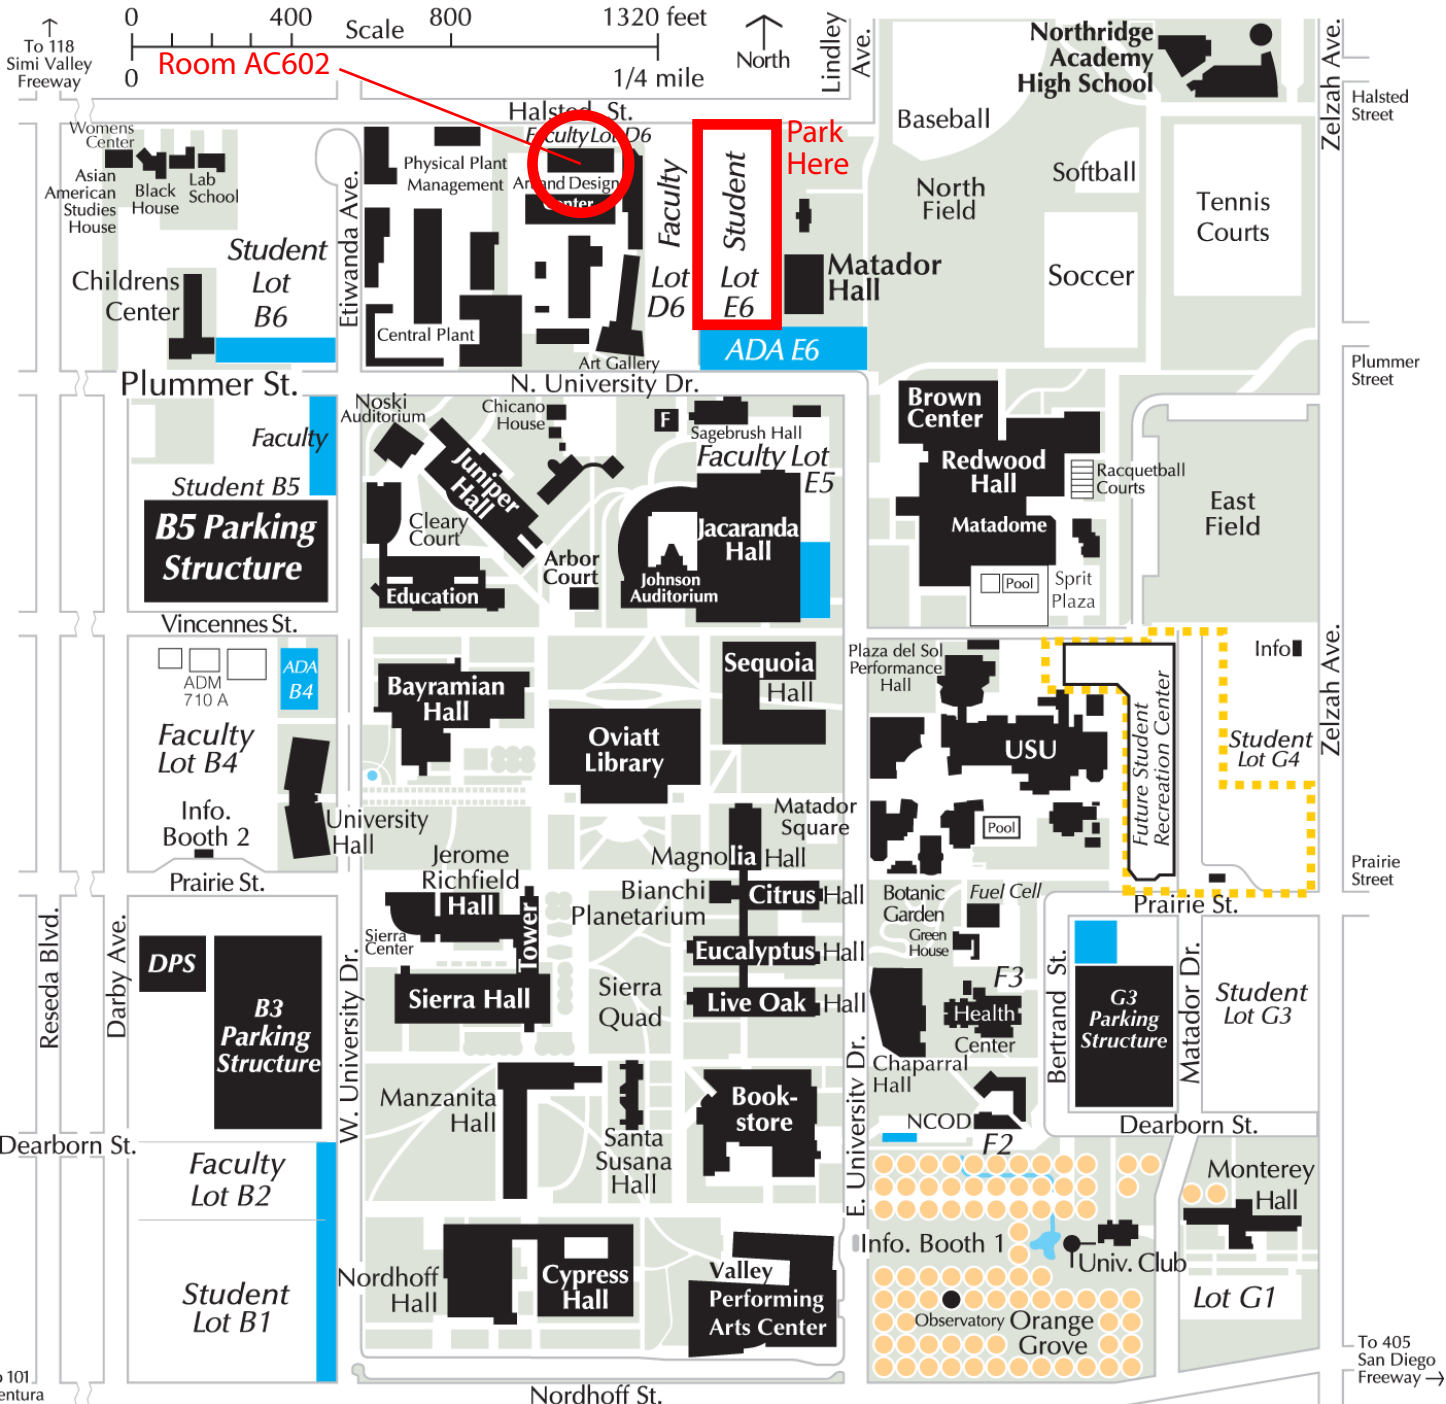 0
400
800
1320 feet
Scale
0
1/4 mile
North
To 118
Simi Valley
Freeway
Room AC602
Lindley
Ave.
Northridge
Academy
High School
Zelzah Ave.
Halsted
Street
Halsted St.
Faculty Lot D6
Park
Here
Baseball
Softball
North
Field
Tennis
Courts
Soccer
Womens
Center
Asian
American
Studies
House
Black
House
Lab
School
Physical Plant
Management
Art and Design
Center
Faculty
Lot
D6
Student
Lot
E6
Matador
Hall
Etiwanda Ave.
Student
Lot
B6
Childrens
Center
Central Plant
Art Gallery
ADA E6
Plummer
Street
Plummer St.
N. University Dr.
Noski
Auditorium
Chicano
House
F
Sagebrush Hall
Faculty Lot
E5
Brown
Center
Redwood
Hall
Racquetball
Courts
Matadome
East
Field
Faculty
Student B5
B5 Parking
Structure
Juniper
Hall
Cleary
Court
Education
Arbor
Court
Jacaranda
Hall
Johnson
Auditorium
Pool
Sprit
Plaza
Vincennes St.
ADM
710 A
ADA
B4
Faculty
Lot B4
Info.
Booth 2
University
Hall
Bayramian
Hall
Oviatt
Library
Sequoia
Hall
Plaza del Sol
Performance
Hall
USU
Future Student
Recreation Center
Info
Student
Lot G4
Zelzah Ave.
Matador
Square
Pool
Prairie St.
Jerome
Richfield
Hall
Tower
Sierra
Center
Sierra Hall
Magnolia Hall
Bianchi
Planetarium
Citrus Hall
Eucalyptus Hall
Live Oak Hall
Sierra
Quad
Botanic
Garden
Fuel Cell
Green
House
F3
Health
Center
Chaparral
Hall
Prairie
Street
Prairie St.
Reseda Blvd.
Darby Ave.
DPS
B3
Parking
Structure
W. University Dr.
E. University Dr.
Bertrand St.
G3
Parking
Structure
Matador Dr.
Student
Lot G3
Manzanita
Hall
Santa
Susana
Hall
Book-
store
NCOD
F2
Dearborn St.
Dearborn St.
Faculty
Lot B2
Monterey
Hall
Info. Booth 1
Univ. Club
Student
Lot B1
Nordhoff
Hall
Cypress
Hall
Valley
Performing
Arts Center
Observatory
Orange
Grove
Lot G1
To 405
San Diego
Freeway
101
entura
Nordhoff St.